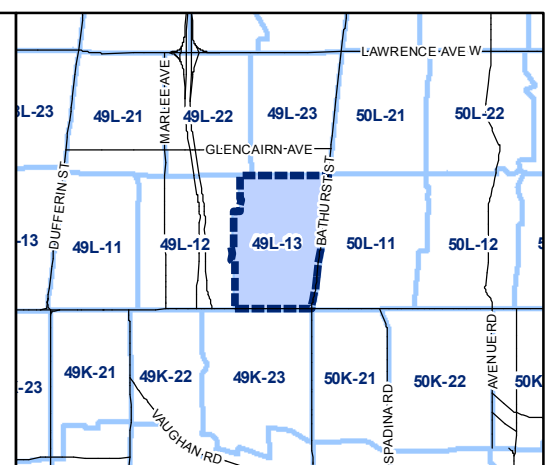 LAWRENCE AVE W
L-23
49L-21
MARLEE AVE
49L-22
49L-23
50L-21
50L-22
GLENCAIRN AVE
DUFFERIN ST
-13
49L-11
49L-12
49L-13
BATHURST ST
50L-11
50L-12
5
-23
49K-21
49K-22
49K-23
50K-21
50K-22
50K
AVENUE RD
SPADINA RD
VAUGHAN RD